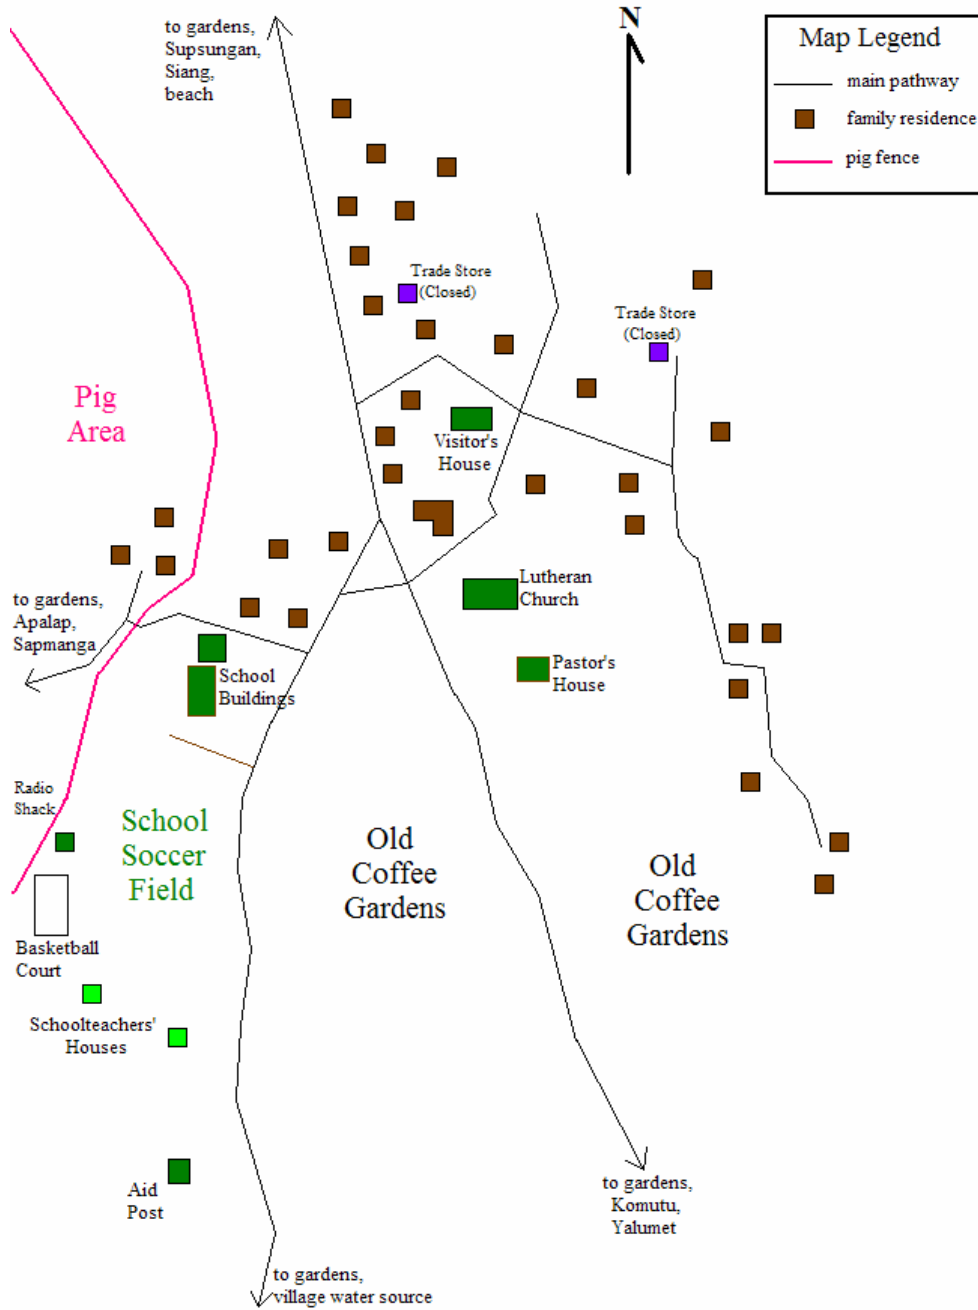 to gardens,
Supsungan,
Siang,
beach
N
Map Legend
main pathway
family residence
pig fence
Trade Store
(Closed)
Trade Store
(Closed)
Pig
Area
Visitor's
House
to gardens,
Apalap,
Sapmanga
Lutheran
Church
School
Buildings
Pastor's
House
Radio
Shack
School
Soccer
Field
Old
Coffee
Gardens
Old
Coffee
Gardens
Basketball
Court
Schoolteachers'
Houses
Aid
Post
to gardens,
Komutu,
Yalumet
to gardens,
village water source